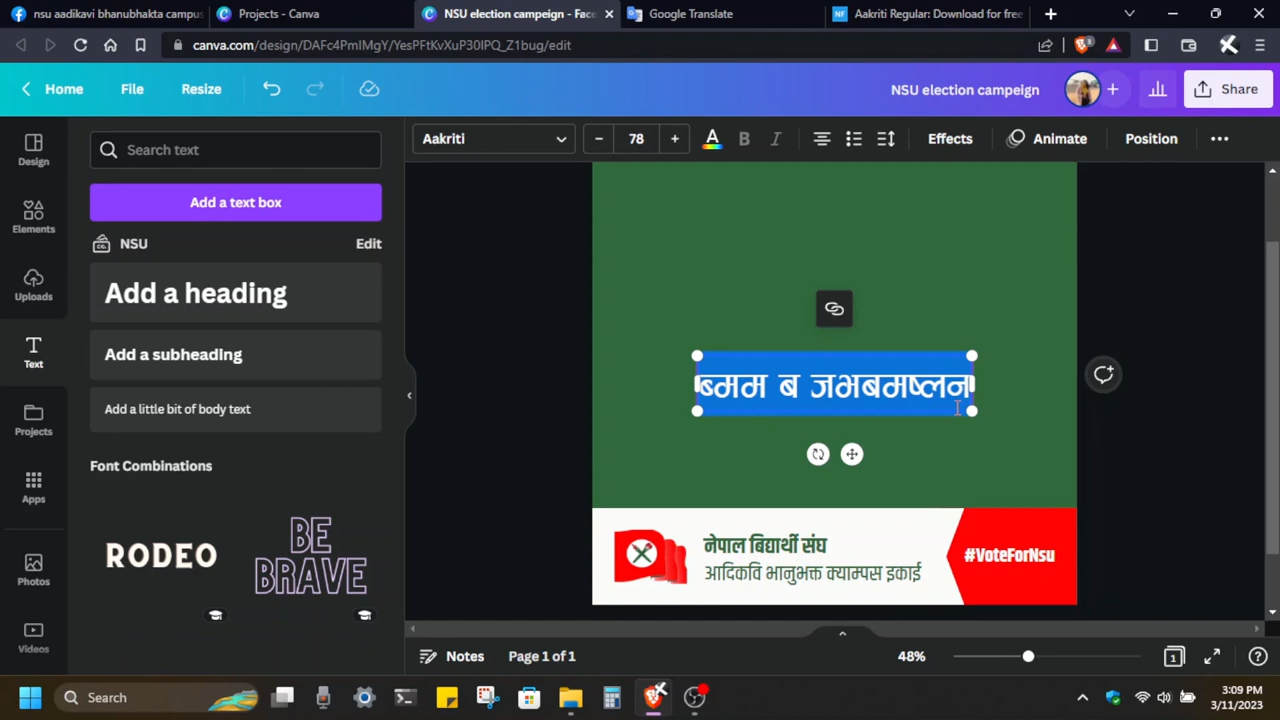 nsu aadikavi bhanubhakta campus
Projects - Canva
NSU election campeign - Face
Google Translate
Aakriti Regular: Download for free
canva.com/design/DAFc4PmIMgY/YesPFtKvXuP30IPQ_Z1bug/edit
Home
File
Resize
NSU election campeign
Share
Design
Elements
Uploads
Text
Projects
Apps
Photos
Videos
Search text
Add a text box
NSU
Edit
Add a heading
Add a subheading
Add a little bit of body text
Font Combinations
RODEO
BE
BRAVE
Aakriti
78
A
B
I
Effects
Animate
Position
ब्मम ब जभबमष्लन
नेपाल बिद्यार्थी संघ
आदिकवि भानुभक्त क्याम्पस इकाई
#VoteForNsu
Notes
Page 1 of 1
48%
1
Search
3:09 PM
3/11/2023